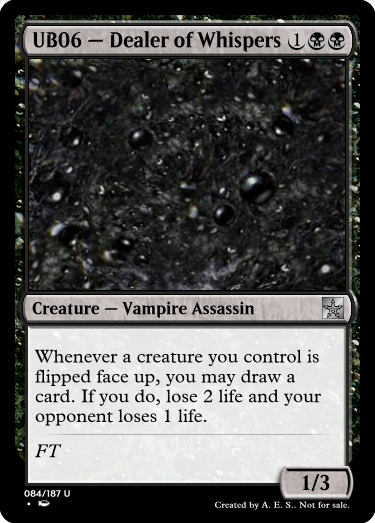 UB06 — Dealer of Whispers 1
Creature — Vampire Assassin
Whenever a creature you control is
flipped face up, you may draw a
card. If you do, lose 2 life and your
opponent loses 1 life.
FT
1/3
084/187 U
Created by A. E. S.. Not for sale.